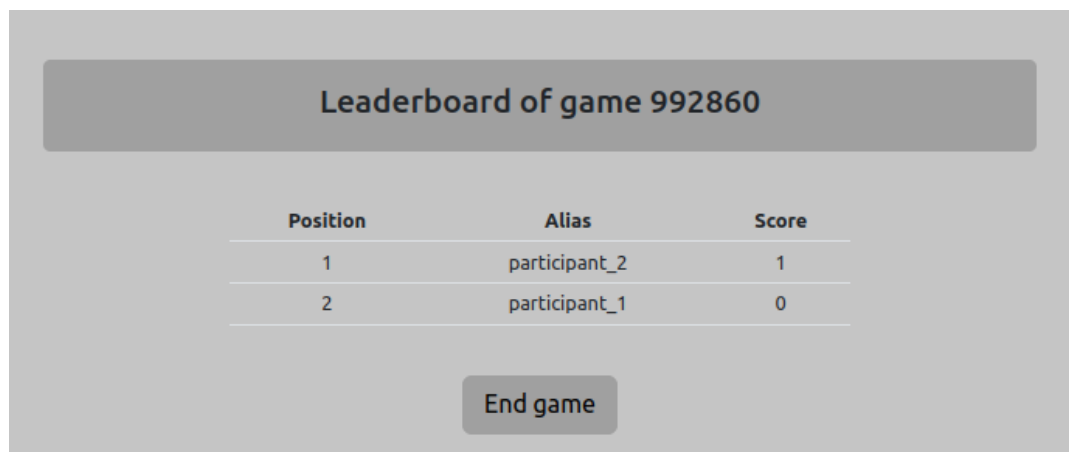 Leaderboard of game 992860
Position Alias Score
1 participant_2 1
2 participant_1 0
End game